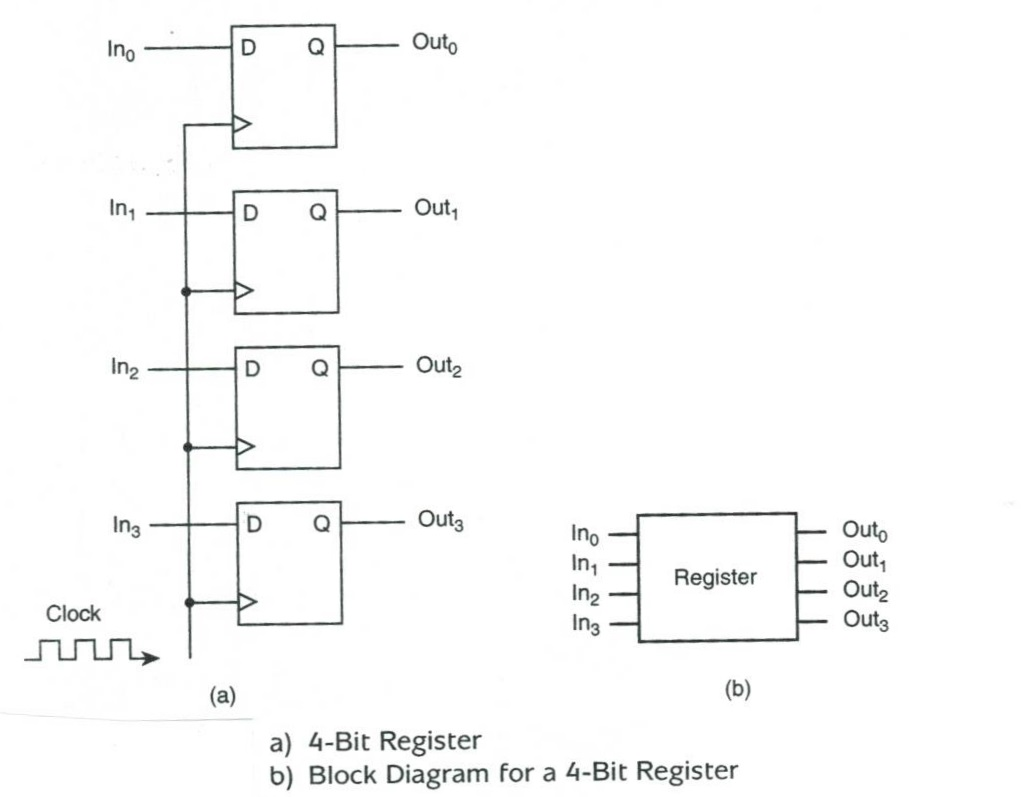 In₀ D Q Out₀
In₁ D Q Out₁
In₂ D Q Out₂
In₃ D Q Out₃
Clock
(a)
In₀ Out₀
In₁ Out₁
Register
In₂ Out₂
In₃ Out₃
(b)
a) 4-Bit Register
b) Block Diagram for a 4-Bit Register